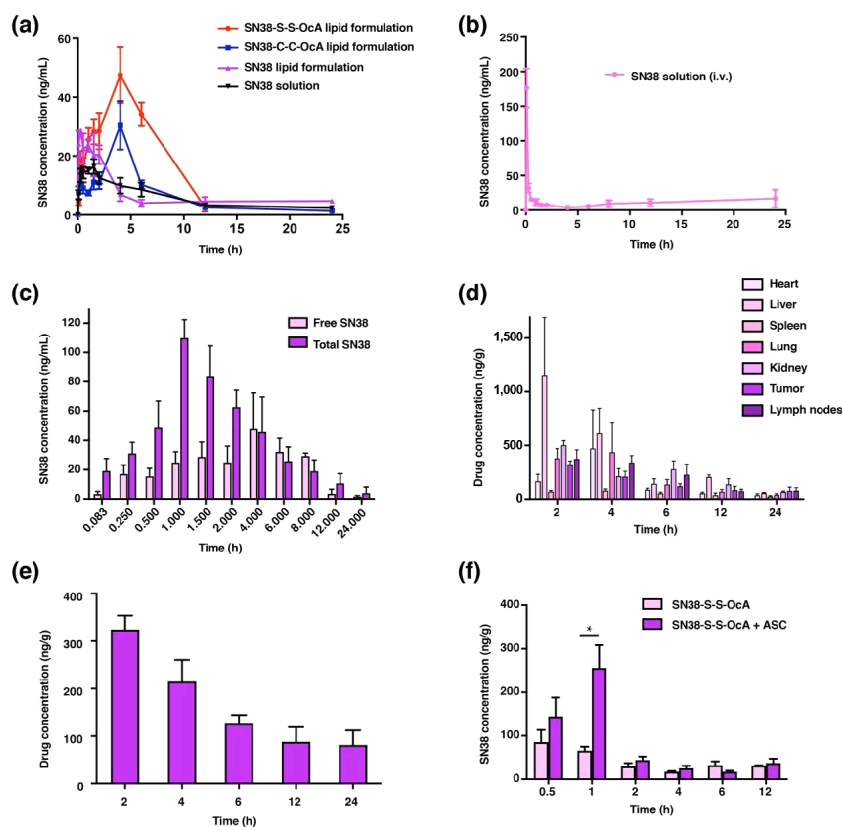 (a)
SN38-S-S-OcA lipid formulation
SN38-C-C-OcA lipid formulation
SN38 lipid formulation
SN38 solution
SN38 concentration (ng/mL)
60
40
20
0
0 5 10 15 20 25
Time (h)
(b)
SN38 solution (i.v.)
SN38 concentration (ng/mL)
250
200
150
100
50
0
0 5 10 15 20 25
Time (h)
(c)
Free SN38
Total SN38
SN38 concentration (ng/mL)
120
100
80
60
40
20
0
0.083 0.250 0.500 1.000 1.500 2.000 4.000 6.000 8.000 12.000 24.000
Time (h)
(d)
Heart
Liver
Spleen
Lung
Kidney
Tumor
Lymph nodes
Drug concentration (ng/g)
1,500
1,000
500
0
2 4 6 12 24
Time (h)
(e)
Drug concentration (ng/g)
400
300
200
100
0
2 4 6 12 24
Time (h)
(f)
SN38-S-S-OcA
SN38-S-S-OcA + ASC
SN38 concentration (ng/g)
400
300
200
100
0
*
0.5 1 2 4 6 12
Time (h)